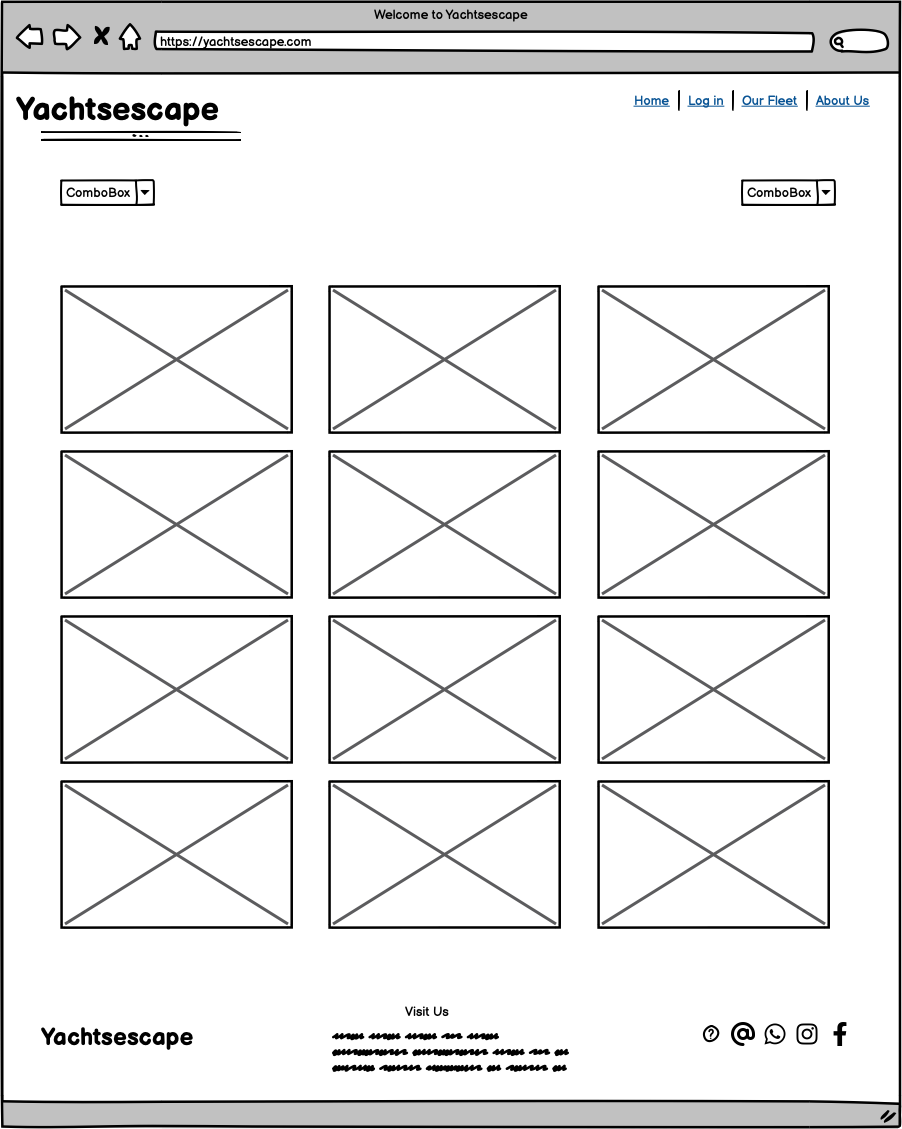 Welcome to Yachtsescape
https://yachtsescape.com
Yachtsescape
Home Log in Our Fleet About Us
ComboBox ComboBox
Visit Us
Yachtsescape